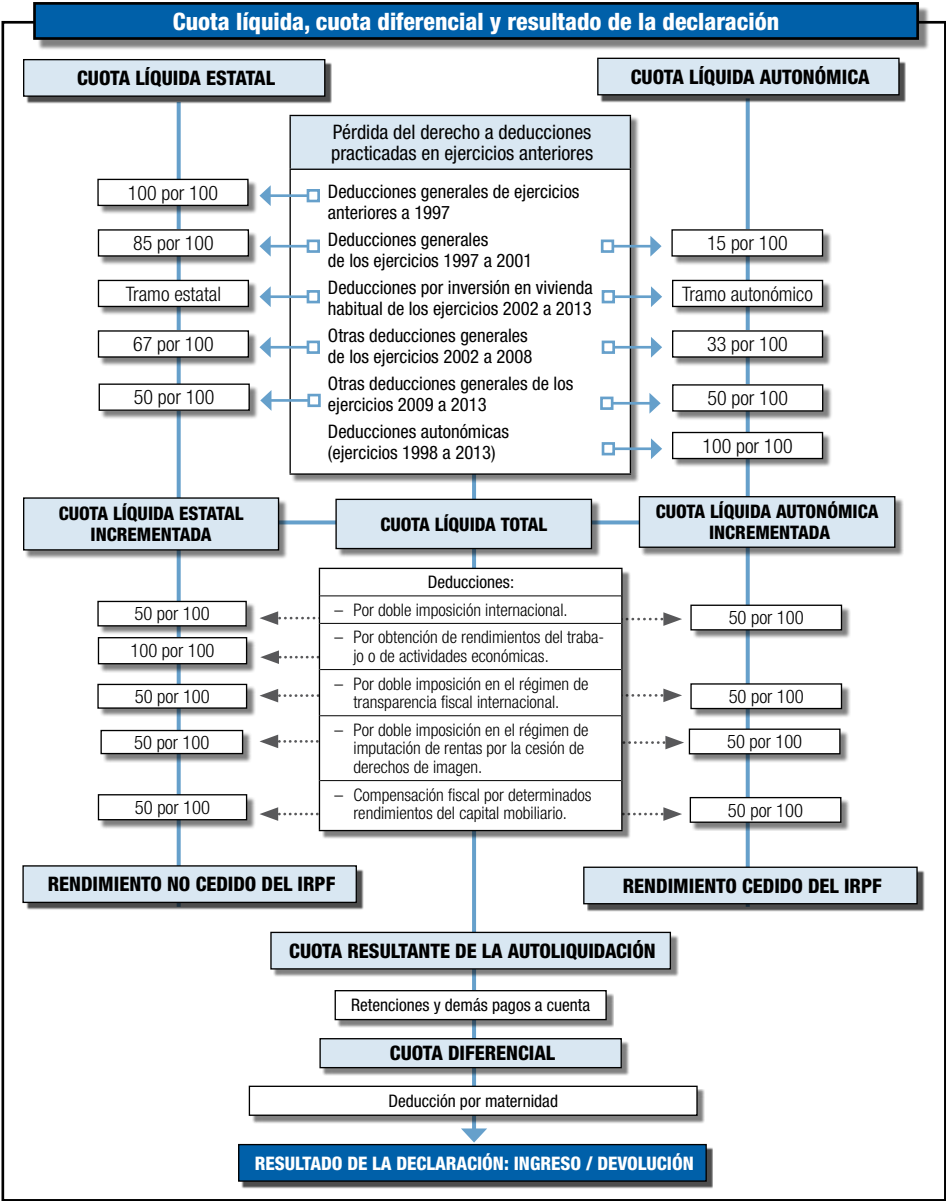 Cuota líquida, cuota diferencial y resultado de la declaración
CUOTA LÍQUIDA ESTATAL
CUOTA LÍQUIDA AUTONÓMICA
Pérdida del derecho a deducciones
practicadas en ejercicios anteriores
100 por 100
Deducciones generales de ejercicios
anteriores a 1997
85 por 100
Deducciones generales
de los ejercicios 1997 a 2001
15 por 100
Tramo estatal
Deducciones por inversión en vivienda
habitual de los ejercicios 2002 a 2013
Tramo autonómico
67 por 100
Otras deducciones generales
de los ejercicios 2002 a 2008
33 por 100
50 por 100
Otras deducciones generales de los
ejercicios 2009 a 2013
50 por 100
Deducciones autonómicas
(ejercicios 1998 a 2013)
100 por 100
CUOTA LÍQUIDA ESTATAL
INCREMENTADA
CUOTA LÍQUIDA TOTAL
CUOTA LÍQUIDA AUTONÓMICA
INCREMENTADA
Deducciones:
50 por 100
– Por doble imposición internacional.
50 por 100
100 por 100
– Por obtención de rendimientos del traba-
jo o de actividades económicas.
50 por 100
– Por doble imposición en el régimen de
transparencia fiscal internacional.
50 por 100
50 por 100
– Por doble imposición en el régimen de
imputación de rentas por la cesión de
derechos de imagen.
50 por 100
50 por 100
– Compensación fiscal por determinados
rendimientos del capital mobiliario.
50 por 100
RENDIMIENTO NO CEDIDO DEL IRPF
RENDIMIENTO CEDIDO DEL IRPF
CUOTA RESULTANTE DE LA AUTOLIQUIDACIÓN
Retenciones y demás pagos a cuenta
CUOTA DIFERENCIAL
Deducción por maternidad
RESULTADO DE LA DECLARACIÓN: INGRESO / DEVOLUCIÓN